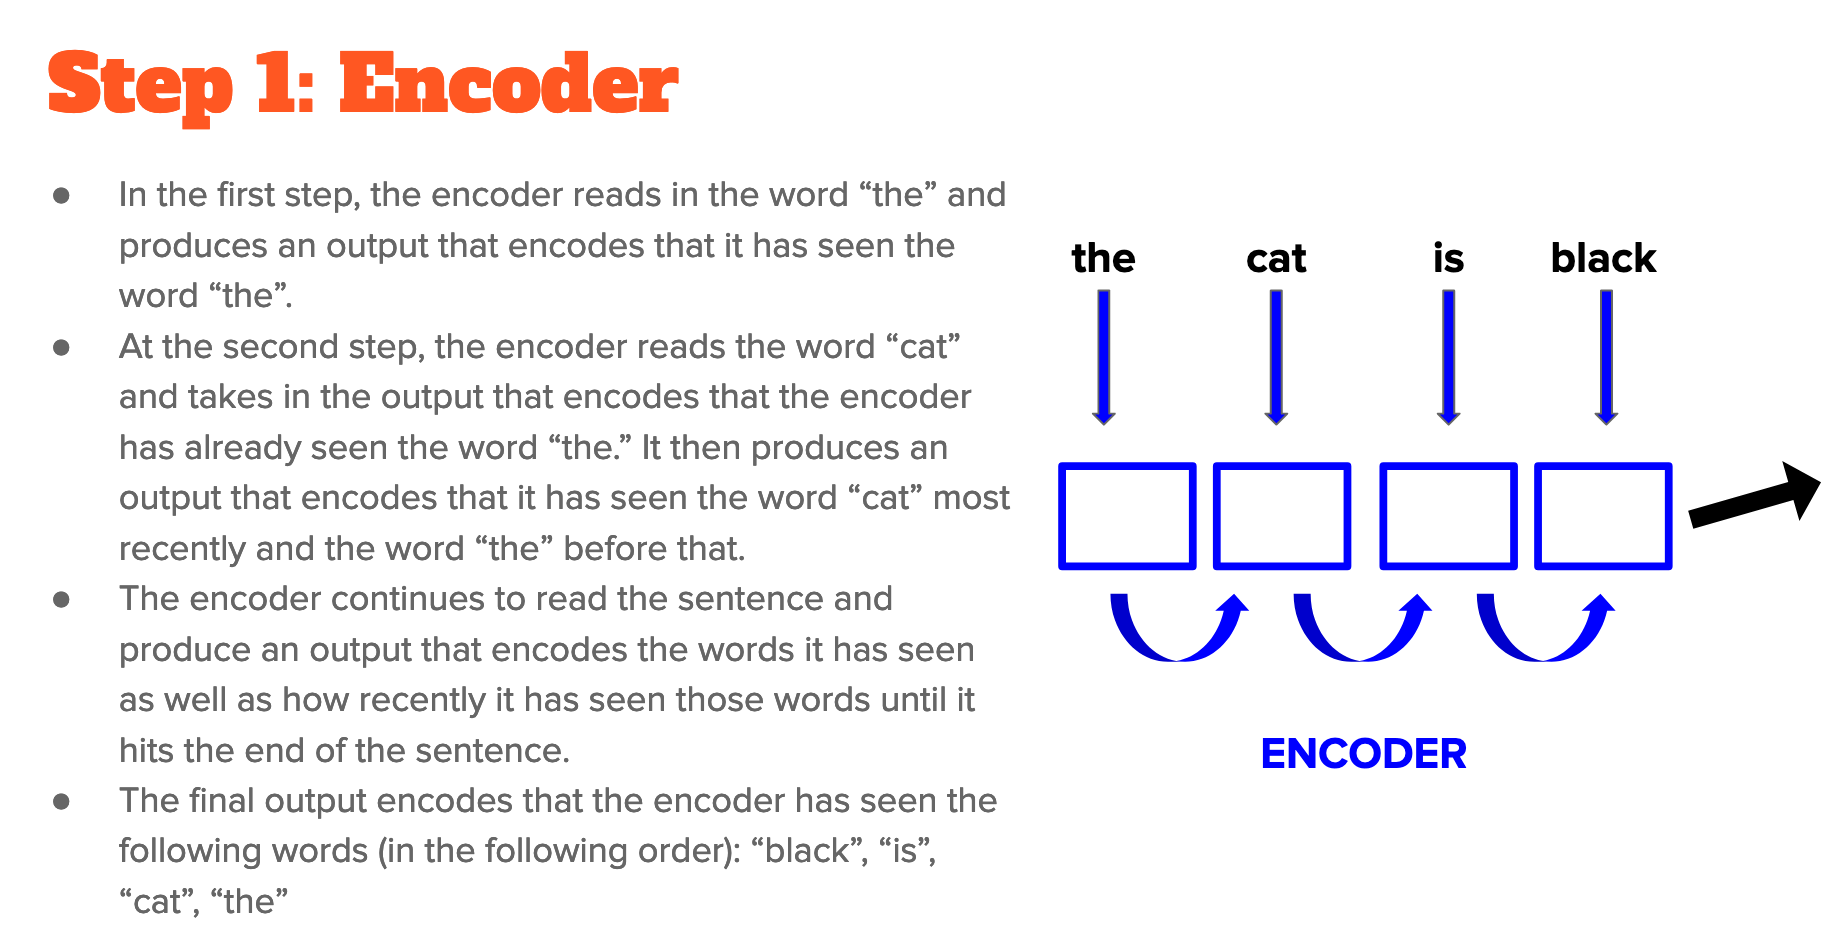 Step 1: Encoder
● In the first step, the encoder reads in the word “the” and
produces an output that encodes that it has seen the
word “the”.
● At the second step, the encoder reads the word “cat”
and takes in the output that encodes that the encoder
has already seen the word “the.” It then produces an
output that encodes that it has seen the word “cat” most
recently and the word “the” before that.
● The encoder continues to read the sentence and
produce an output that encodes the words it has seen
as well as how recently it has seen those words until it
hits the end of the sentence.
● The final output encodes that the encoder has seen the
following words (in the following order): “black”, “is”,
“cat”, “the”
the cat is black
ENCODER